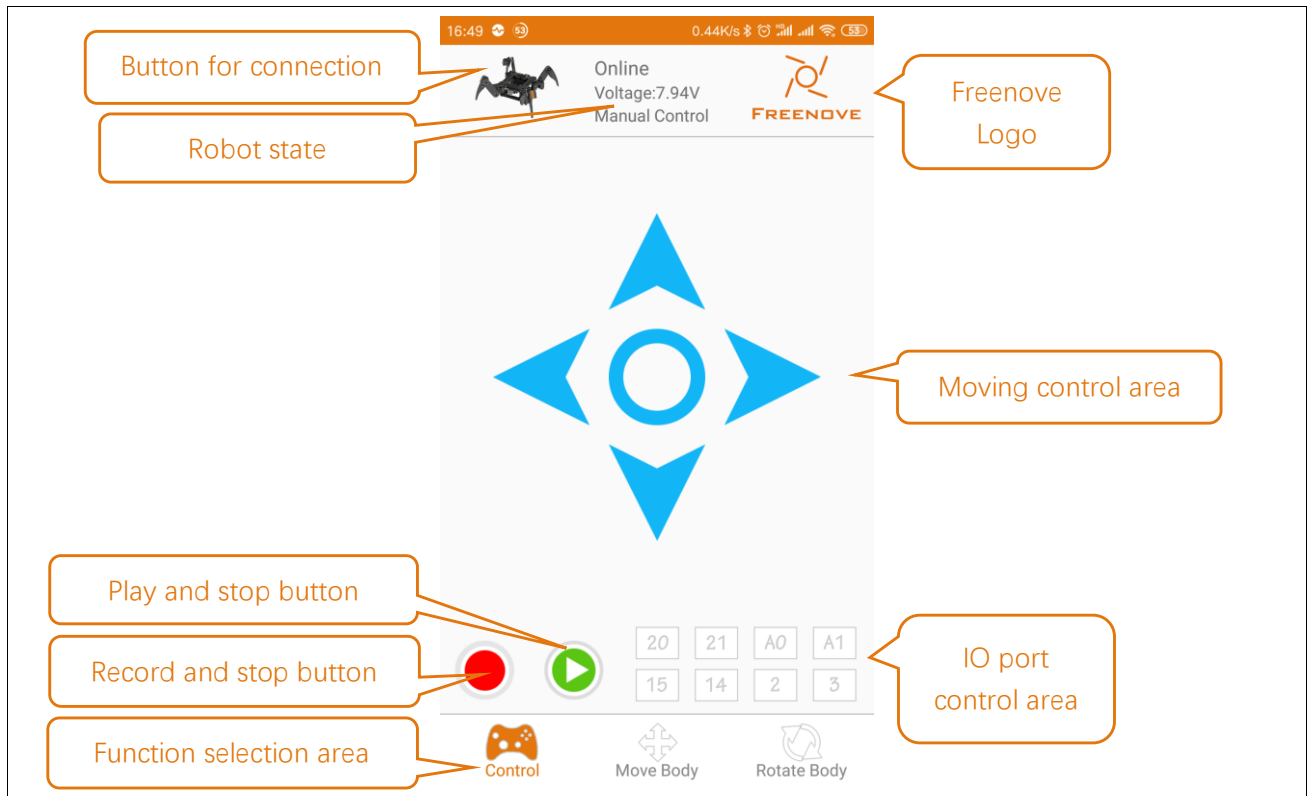 16:49 53 0.44K/s HD 53
Button for connection
Online
Voltage:7.94V
Manual Control
FREENOVE
Freenove
Logo
Robot state
Moving control area
Play and stop button
Record and stop button
20 21 A0 A1
15 14 2 3
IO port
control area
Function selection area
Control Move Body Rotate Body